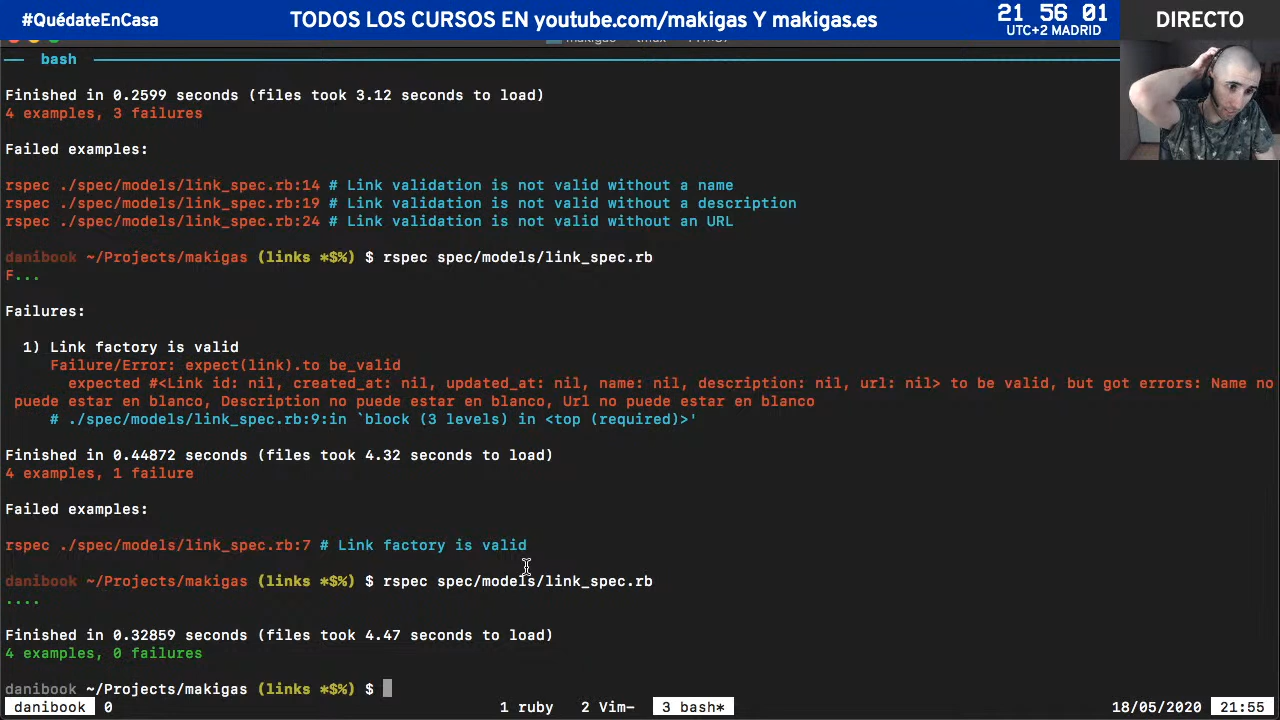 #QuédateEnCasa
TODOS LOS CURSOS EN youtube.com/makigas Y makigas.es
21 56 01
UTC+2 MADRID
DIRECTO
bash
Finished in 0.2599 seconds (files took 3.12 seconds to load)
4 examples, 3 failures
Failed examples:
rspec ./spec/models/link_spec.rb:14 # Link validation is not valid without a name
rspec ./spec/models/link_spec.rb:19 # Link validation is not valid without a description
rspec ./spec/models/link_spec.rb:24 # Link validation is not valid without an URL
danibook ~/Projects/makigas (links *$%) $ rspec spec/models/link_spec.rb
F...
Failures:
1) Link factory is valid
Failure/Error: expect(link).to be_valid
expected #<Link id: nil, created_at: nil, updated_at: nil, name: nil, description: nil, url: nil> to be valid, but got errors: Name no
puede estar en blanco, Description no puede estar en blanco, Url no puede estar en blanco
# ./spec/models/link_spec.rb:9:in `block (3 levels) in <top (required)>'
Finished in 0.44872 seconds (files took 4.32 seconds to load)
4 examples, 1 failure
Failed examples:
rspec ./spec/models/link_spec.rb:7 # Link factory is valid
danibook ~/Projects/makigas (links *$%) $ rspec spec/models/link_spec.rb
....
Finished in 0.32859 seconds (files took 4.47 seconds to load)
4 examples, 0 failures
danibook ~/Projects/makigas (links *$%) $
danibook 0 1 ruby 2 Vim- 3 bash* 18/05/2020 21:55